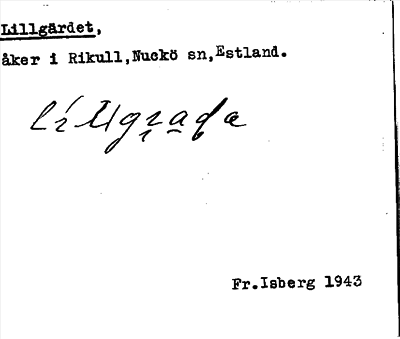 Lillgärdet,
åker i Rikull,Nuckö sn,Estland.
Fr.Isberg 1943